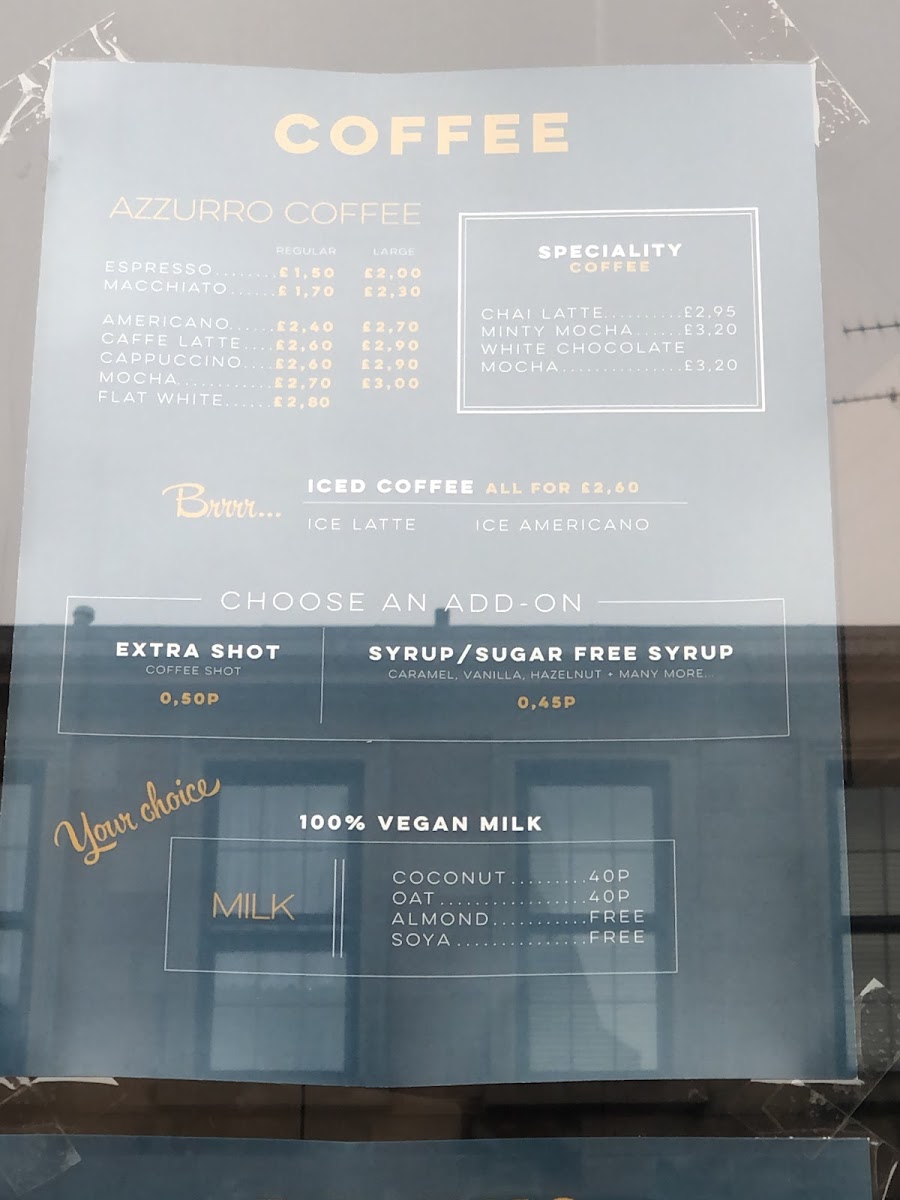 COFFEE
AZZURRO COFFEE
REGULAR LARGE
ESPRESSO........£1,50 £2,00
MACCHIATO......£1,70 £2,30
AMERICANO......£2,40 £2,70
CAFFE LATTE....£2,60 £2,90
CAPPUCCINO....£2,60 £2,90
MOCHA............£2,70 £3,00
FLAT WHITE......£2,80
SPECIALITY
COFFEE
CHAI LATTE..........£2,95
MINTY MOCHA......£3,20
WHITE CHOCOLATE
MOCHA...............£3,20
Brrrr...
ICED COFFEE ALL FOR £2,60
ICE LATTE ICE AMERICANO
CHOOSE AN ADD-ON
EXTRA SHOT
COFFEE SHOT
0,50P
SYRUP/SUGAR FREE SYRUP
CARAMEL, VANILLA, HAZELNUT + MANY MORE...
0,45P
Your choice
100% VEGAN MILK
MILK
COCONUT.........40P
OAT.................40P
ALMOND...........FREE
SOYA...............FREE